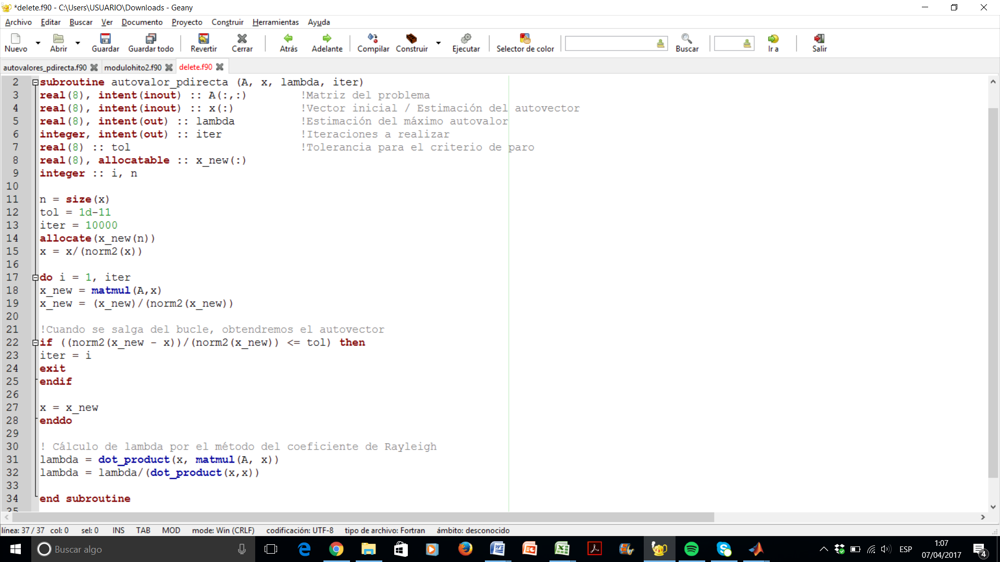 *delete.f90 - C:\Users\USUARIO\Downloads - Geany
Archivo Editar Buscar Ver Documento Proyecto Construir Herramientas Ayuda
Nuevo Abrir Guardar Guardar todo Revertir Cerrar Atrás Adelante Compilar Construir Ejecutar Selector de color Buscar Ir a Salir
autovalores_pdirecta.f90 modulohito2.f90 delete.f90
2 subroutine autovalor_pdirecta (A, x, lambda, iter)
3 real(8), intent(inout) :: A(:,:) !Matriz del problema
4 real(8), intent(inout) :: x(:) !Vector inicial / Estimación del autovector
5 real(8), intent(out) :: lambda !Estimación del máximo autovalor
6 integer, intent(out) :: iter !Iteraciones a realizar
7 real(8) :: tol !Tolerancia para el criterio de paro
8 real(8), allocatable :: x_new(:)
9 integer :: i, n
10
11 n = size(x)
12 tol = 1d-11
13 iter = 10000
14 allocate(x_new(n))
15 x = x/(norm2(x))
16
17 do i = 1, iter
18 x_new = matmul(A,x)
19 x_new = (x_new)/(norm2(x_new))
20
21 !Cuando se salga del bucle, obtendremos el autovector
22 if ((norm2(x_new - x))/(norm2(x_new)) <= tol) then
23 iter = i
24 exit
25 endif
26
27 x = x_new
28 enddo
29
30 ! Cálculo de lambda por el método del coeficiente de Rayleigh
31 lambda = dot_product(x, matmul(A, x))
32 lambda = lambda/(dot_product(x,x))
33
34 end subroutine
35
línea: 37 / 37 col: 0 sel: 0 INS TAB MOD mode: Win (CRLF) codificación: UTF-8 tipo de archivo: Fortran ámbito: desconocido
Buscar algo ESP 1:07
07/04/2017 4